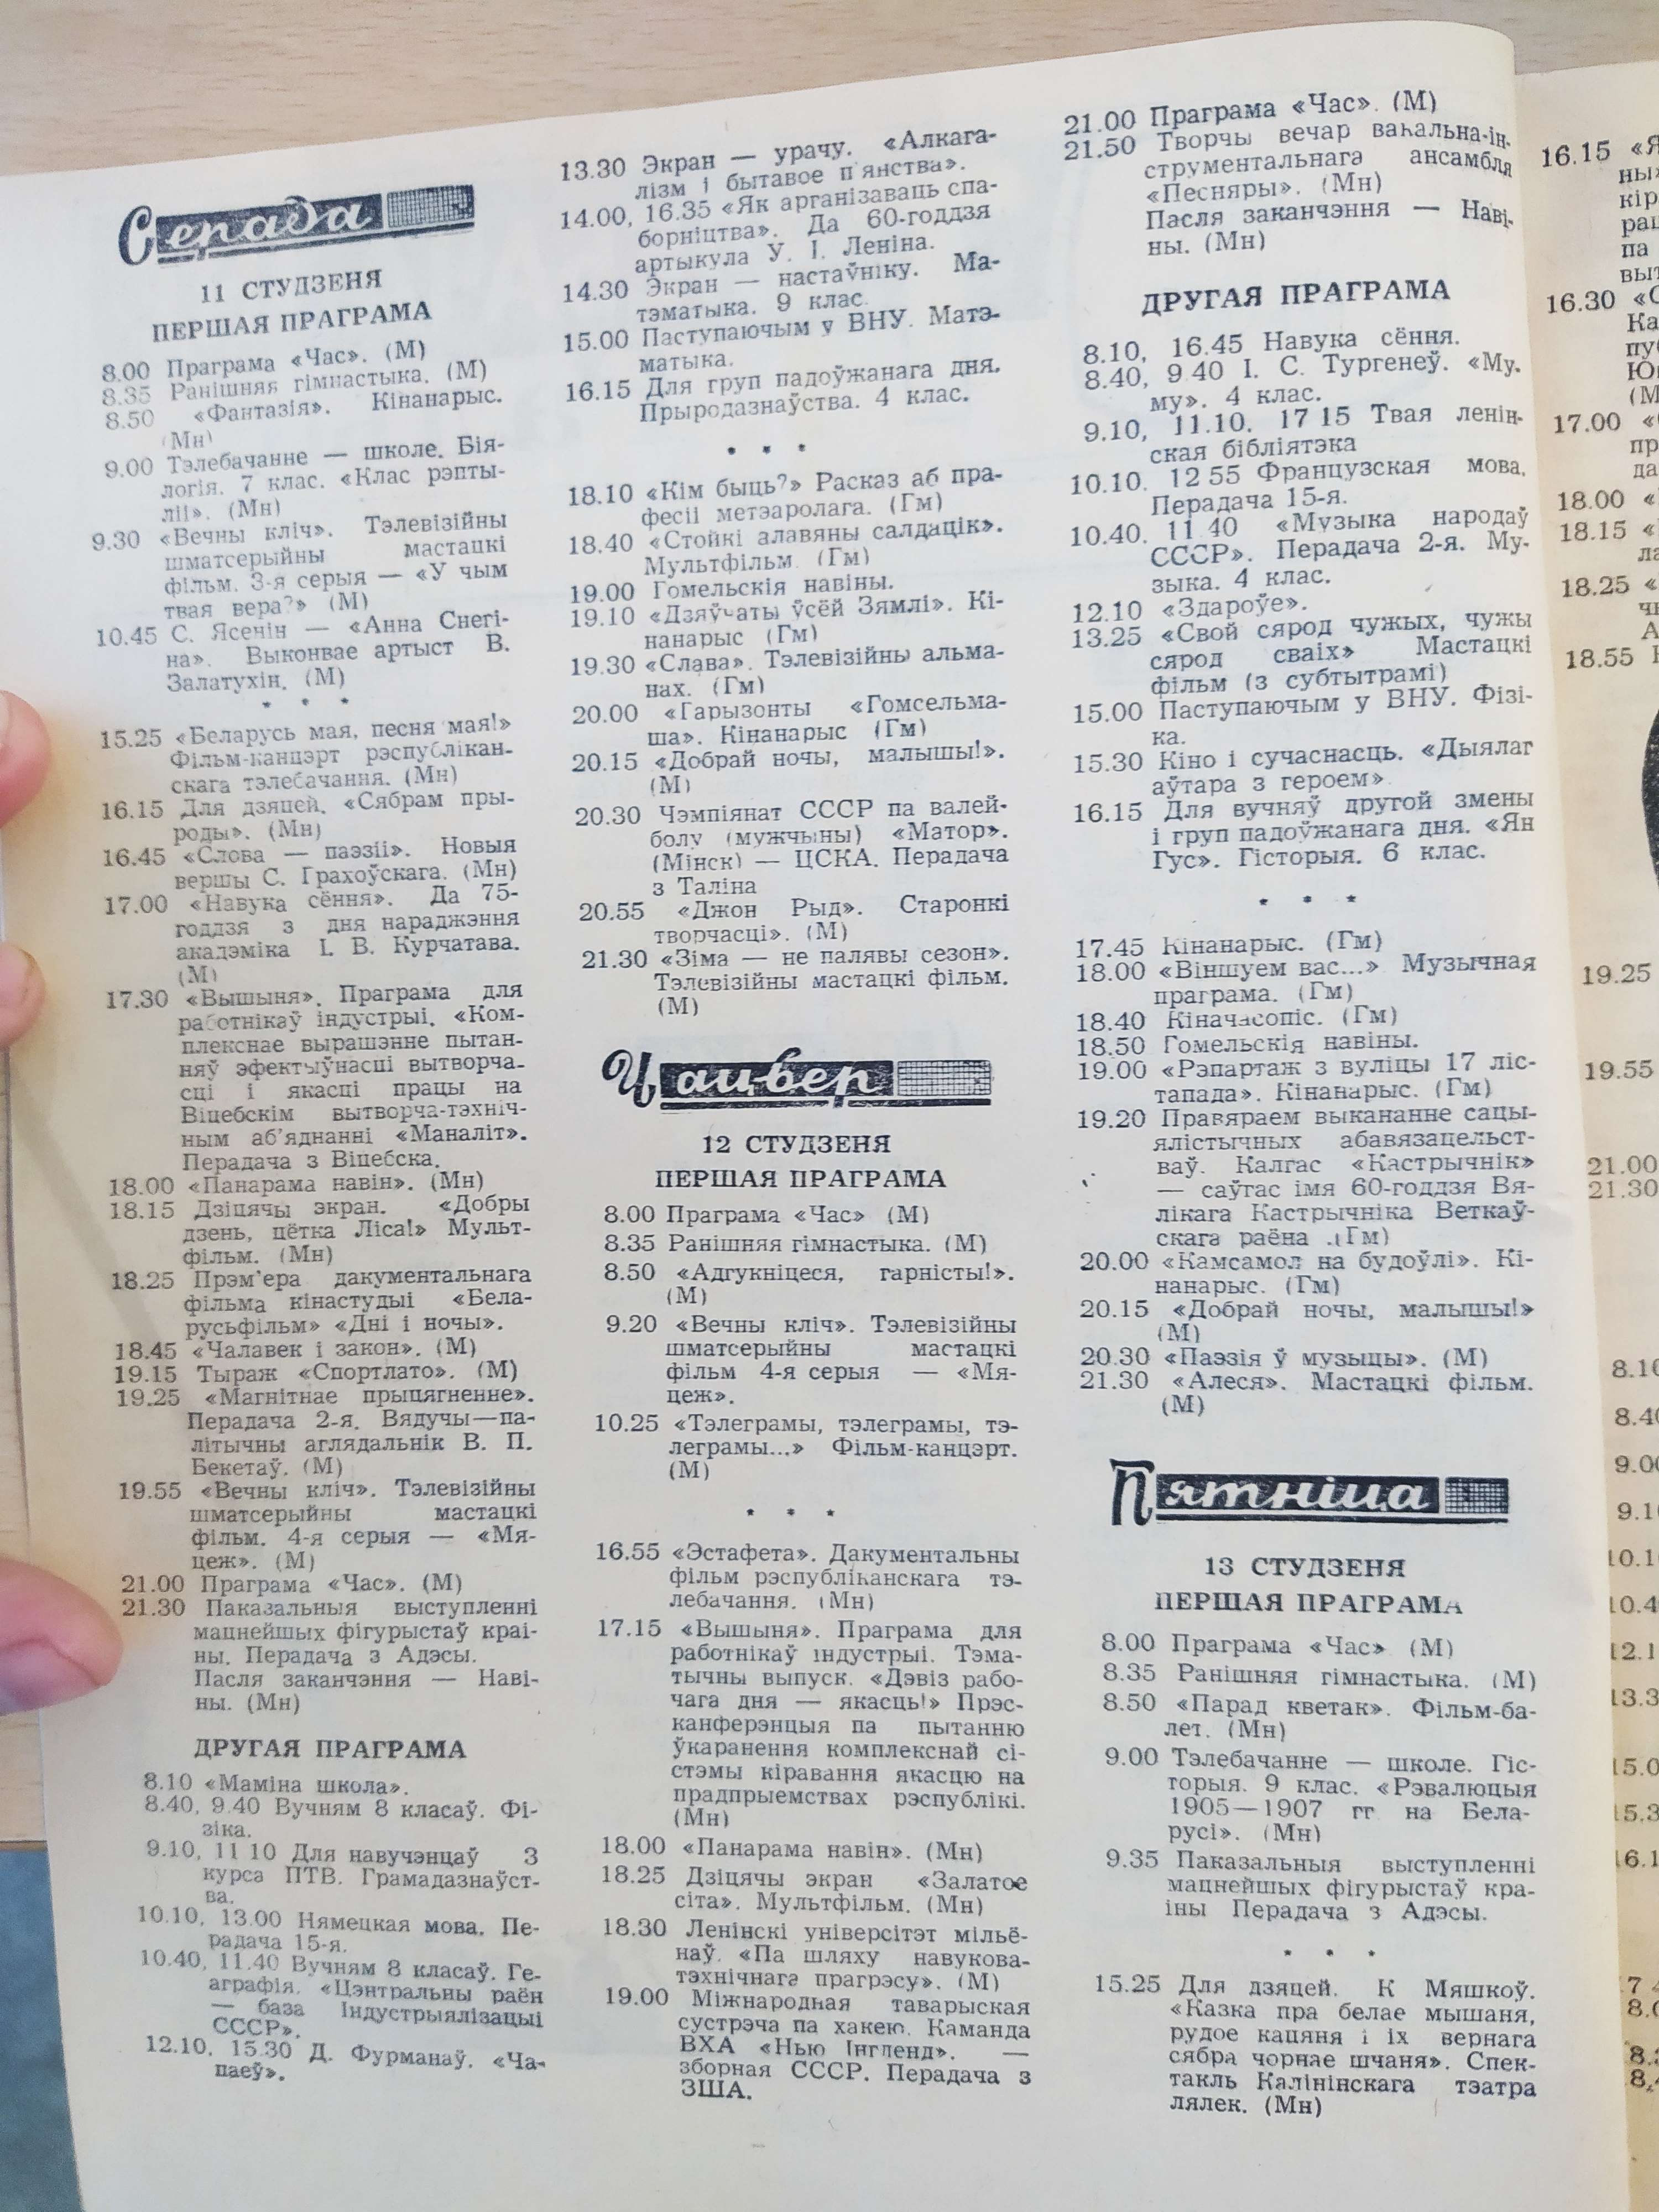 Серада
11 СТУДЗЕНЯ
ПЕРШАЯ ПРАГРАМА
8.00 Праграма «Час». (М)
8.35 Ранішняя гімнастыка. (М)
8.50 «Фантазія». Кінанарыс.
(Мн)
9.00 Тэлебачанне — школе. Бія-
логія. 7 клас. «Клас рэпты-
ліі». (Мн)
9.30 «Вечны кліч». Тэлевізійны
шматсерыйны мастацкі
фільм. 3-я серыя — «У чым
твая вера?» (М)
10.45 С. Ясенін — «Анна Снегі-
на». Выконвае артыст В.
Залатухін. (М)
* * *
15.25 «Беларусь мая, песня мая!»
Фільм-канцэрт рэспублікан-
скага тэлебачання. (Мн)
16.15 Для дзяцей. «Сябрам пры-
роды». (Мн)
16.45 «Слова — паэзіі». Новыя
вершы С. Грахоўскага. (Мн)
17.00 «Навука сёння». Да 75-
годдзя з дня нараджэння
акадэміка І. В. Курчатава.
(М)
17.30 «Вышыня». Праграма для
работнікаў індустрыі. «Ком-
плекснае вырашэнне пытан-
няў эфектыўнасці вытворча-
сці і якасці працы на
Віцебскім вытворча-тэхніч-
ным аб'яднанні «Маналіт».
Перадача з Віцебска.
18.00 «Панарама навін». (Мн)
18.15 Дзіцячы экран. «Добры
дзень, цётка Ліса!» Мульт-
фільм. (Мн)
18.25 Прэм'ера дакументальнага
фільма кінастудыі «Бела-
русьфільм» «Дні і ночы».
18.45 «Чалавек і закон». (М)
19.15 Тыраж «Спортлато». (М)
19.25 «Магнітнае прыцягненне».
Перадача 2-я. Вядучы—па-
літычны аглядальнік В. П.
Бекетаў. (М)
19.55 «Вечны кліч». Тэлевізійны
шматсерыйны мастацкі
фільм. 4-я серыя — «Мя-
цеж». (М)
21.00 Праграма «Час». (М)
21.30 Паказальныя выступленні
мацнейшых фігурыстаў краі-
ны. Перадача з Адэсы.
Пасля заканчэння — Наві-
ны. (Мн)
ДРУГАЯ ПРАГРАМА
8.10 «Маміна школа».
8.40, 9.40 Вучням 8 класаў. Фі-
зіка.
9.10, 11 10 Для навучэнцаў 3
курса ПТВ. Грамадазнаўст-
ва.
10.10, 13.00 Нямецкая мова. Пе-
радача 15-я.
10.40, 11.40 Вучням 8 класаў. Ге-
аграфія. «Цэнтральны раён
— база індустрыялізацыі
СССР».
12.10, 15.30 Д. Фурманаў. «Ча-
паеў».
13.30 Экран — урачу. «Алкага-
лізм і бытавое п'янства».
14.00, 16.35 «Як арганізаваць спа-
борніцтва». Да 60-годдзя
артыкула У. І. Леніна.
14.30 Экран — настаўніку. Ма-
тэматыка. 9 клас.
15.00 Паступаючым у ВНУ. Матэ-
матыка.
16.15 Для груп падоўжанага дня.
Прыродазнаўства. 4 клас.
* * *
18.10 «Кім быць?» Расказ аб пра-
фесіі метэаролага. (Гм)
18.40 «Стойкі алавяны салдацік».
Мультфільм. (Гм)
19.00 Гомельскія навіны.
19.10 «Дзяўчаты ўсёй Зямлі». Кі-
нанарыс (Гм)
19.30 «Слава». Тэлевізійны альма-
нах. (Гм)
20.00 «Гарызонты «Гомсельма-
ша». Кінанарыс (Гм)
20.15 «Добрай ночы, малышы!».
(М)
20.30 Чэмпіянат СССР па валей-
болу (мужчыны) «Матор».
(Мінск) — ЦСКА. Перадача
з Таліна
20.55 «Джон Рыд». Старонкі
творчасці». (М)
21.30 «Зіма — не палявы сезон».
Тэлевізійны мастацкі фільм.
(М)
Чацвер
12 СТУДЗЕНЯ
ПЕРШАЯ ПРАГРАМА
8.00 Праграма «Час» (М)
8.35 Ранішняя гімнастыка. (М)
8.50 «Адгукніцеся, гарністы!».
(М)
9.20 «Вечны кліч». Тэлевізійны
шматсерыйны мастацкі
фільм 4-я серыя — «Мя-
цеж».
10.25 «Тэлеграмы, тэлеграмы, тэ-
леграмы...» Фільм-канцэрт.
(М)
* * *
16.55 «Эстафета». Дакументальны
фільм рэспубліканскага тэ-
лебачання. (Мн)
17.15 «Вышыня». Праграма для
работнікаў індустрыі. Тэма-
тычны выпуск. «Дэвіз рабо-
чага дня — якасць!» Прэс-
канферэнцыя па пытанню
ўкаранення комплекснай сі-
стэмы кіравання якасцю на
прадпрыемствах рэспублікі.
(Мн)
18.00 «Панарама навін». (Мн)
18.25 Дзіцячы экран «Залатое
сіта». Мультфільм. (Мн)
18.30 Ленінскі універсітэт мільё-
наў. «Па шляху навукова-
тэхнічнага прагрэсу». (М)
19.00 Міжнародная таварыская
сустрэча па хакею. Каманда
ВХА «Нью Інгленд». —
зборная СССР. Перадача з
ЗША.
21.00 Праграма «Час». (М)
21.50 Творчы вечар вакальна-ін-
струментальнага ансамбля
«Песняры». (Мн)
Пасля заканчэння — Наві-
ны. (Мн)
ДРУГАЯ ПРАГРАМА
8.10, 16.45 Навука сёння.
8.40, 9 40 І. С. Тургенеў. «Му-
му». 4 клас.
9.10, 11.10, 17 15 Твая ленін-
ская бібліятэка
10.10. 12 55 Французская мова.
Перадача 15-я.
10.40. 11 40 «Музыка народаў
СССР». Перадача 2-я. Му-
зыка. 4 клас.
12.10 «Здароўе».
13.25 «Свой сярод чужых, чужы
сярод сваіх» Мастацкі
фільм (з субтытрамі)
15.00 Паступаючым у ВНУ. Фізі-
ка.
15.30 Кіно і сучаснасць. «Дыялаг
аўтара з героем»
16.15 Для вучняў другой змены
і груп падоўжанага дня. «Ян
Гус». Гісторыя. 6 клас.
* * *
17.45 Кінанарыс. (Гм)
18.00 «Віншуем вас...» Музычная
праграма. (Гм)
18.40 Кіначасопіс. (Гм)
18.50 Гомельскія навіны.
19.00 «Рэпартаж з вуліцы 17 ліс-
тапада». Кінанарыс. (Гм)
19.20 Правяраем выкананне сацы-
ялістычных абавязацельст-
ваў. Калгас «Кастрычнік»
— саўгас імя 60-годдзя Вя-
лікага Кастрычніка Веткаў-
скага раёна .(Гм)
20.00 «Камсамол на будоўлі». Кі-
нанарыс. (Гм)
20.15 «Добрай ночы, малышы!»
(М)
20.30 «Паэзія ў музыцы». (М)
21.30 «Алеся». Мастацкі фільм.
(М)
Пятніца
13 СТУДЗЕНЯ
ПЕРШАЯ ПРАГРАМА
8.00 Праграма «Час» (М)
8.35 Ранішняя гімнастыка. (М)
8.50 «Парад кветак». Фільм-ба-
лет. (Мн)
9.00 Тэлебачанне — школе. Гіс-
торыя. 9 клас. «Рэвалюцыя
1905—1907 гг на Бела-
русі». (Мн)
9.35 Паказальныя выступленні
мацнейшых фігурыстаў кра-
іны Перадача з Адэсы.
* * *
15.25 Для дзяцей. К Мяшкоў.
«Казка пра белае мышаня,
рудое кацяня і іх вернага
сябра чорнае шчаня». Спек-
такль Калінінскага тэатра
лялек. (Мн)
16.15
16.30
17.00
18.00
18.15
18.25
18.55
19.25
19.55
21.00
21.30